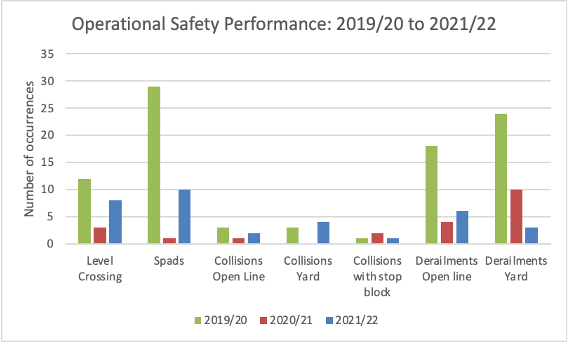 Operational Safety Performance: 2019/20 to 2021/22
Number of occurrences
35
30
25
20
15
10
5
0
Level
Crossing
Spads
Collisions
Open Line
Collisions
Yard
Collisions
with stop
block
Derailments
Open line
Derailments
Yard
2019/20 2020/21 2021/22